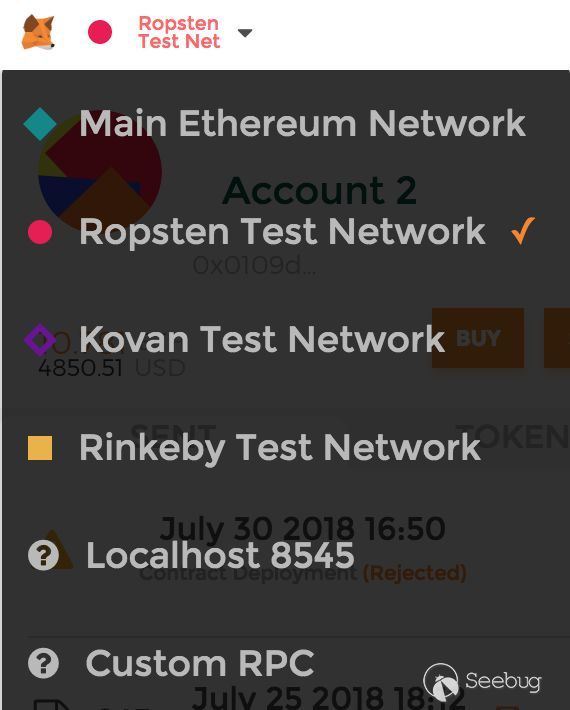 Ropsten
Test Net
Main Ethereum Network
Account 2
Ropsten Test Network
0x0109d...
Kovan Test Network
BUY
4850.51 USD
SENT
TOKEN
Rinkeby Test Network
July 30 2018 16:50
Localhost 8545
Contract Deployment (Rejected)
Custom RPC
Seebug
July 25 2018 18:12